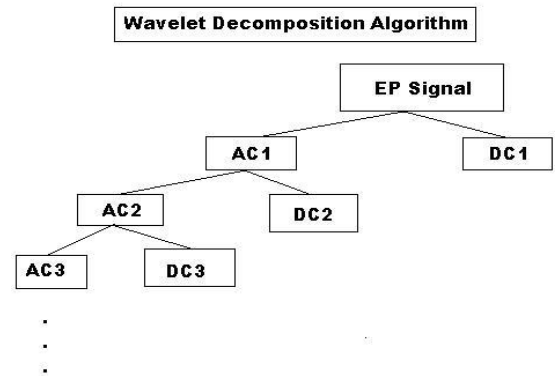 Wavelet Decomposition Algorithm
EP Signal
AC1
DC1
AC2
DC2
AC3
DC3